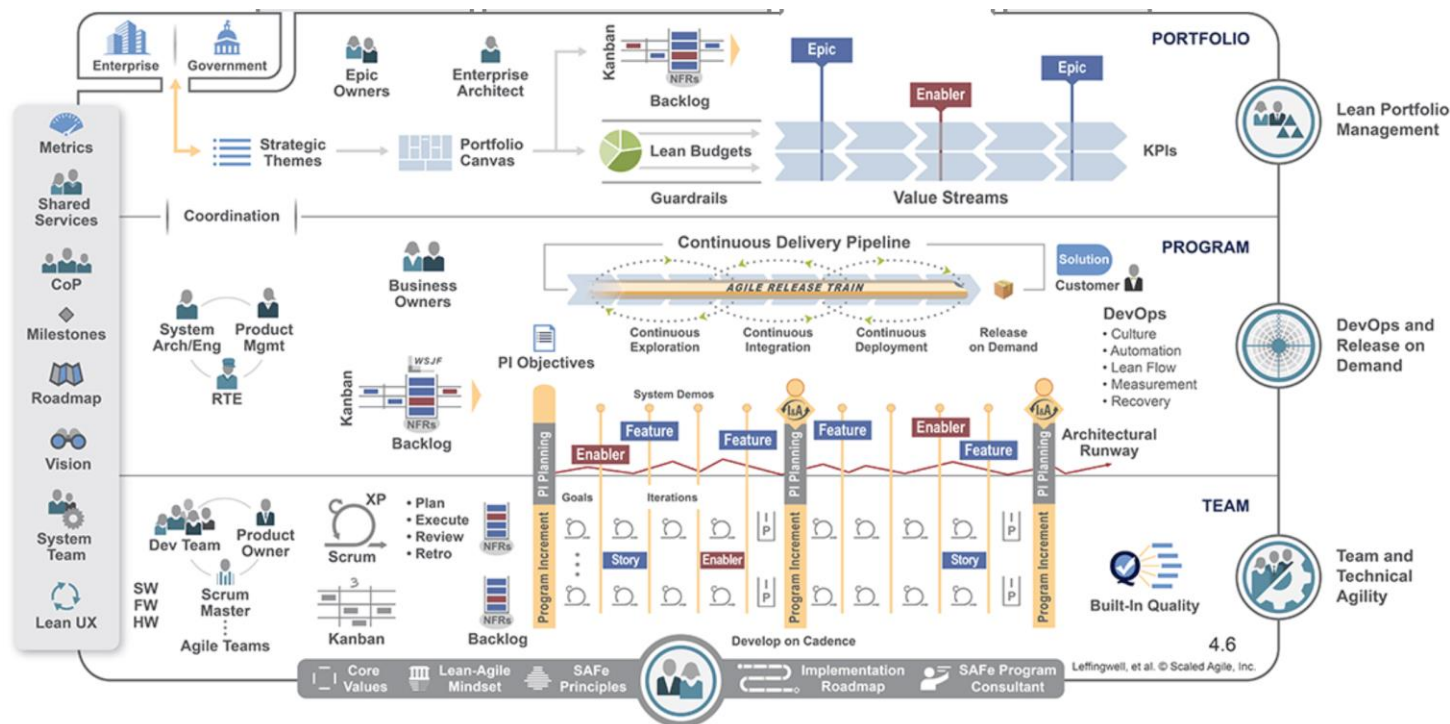 Enterprise
Government
Epic
Owners
Enterprise
Architect
Kanban
NFRs
Backlog
Epic
Enabler
Epic
PORTFOLIO
Lean Portfolio
Management
Strategic
Themes
Portfolio
Canvas
Lean Budgets
Guardrails
Value Streams
KPIs
Metrics
Shared
Services
CoP
Milestones
Roadmap
Vision
System
Team
Lean UX
Coordination
PROGRAM
Business
Owners
Continuous Delivery Pipeline
AGILE RELEASE TRAIN
Continuous
Exploration
Continuous
Integration
Continuous
Deployment
Release
on Demand
Solution
Customer
DevOps
• Culture
• Automation
• Lean Flow
• Measurement
• Recovery
DevOps and
Release on
Demand
System
Arch/Eng
Product
Mgmt
RTE
Kanban
WSJF
NFRs
Backlog
PI Objectives
System Demos
Enabler
Feature
Feature
I&A
Feature
Enabler
Feature
I&A
Architectural
Runway
PI Planning
PI Planning
PI Planning
TEAM
Dev Team
Product
Owner
Scrum
Master
Agile Teams
SW
FW
HW
XP
Scrum
• Plan
• Execute
• Review
• Retro
Kanban
3
NFRs
NFRs
Backlog
Program Increment
Goals
Iterations
Story
Enabler
I
P
I
P
Program Increment
Story
I
P
I
P
Program Increment
Develop on Cadence
Built-In Quality
Team and
Technical
Agility
4.6
Leffingwell, et al. © Scaled Agile, Inc.
Core
Values
Lean-Agile
Mindset
SAFe
Principles
Implementation
Roadmap
SAFe Program
Consultant